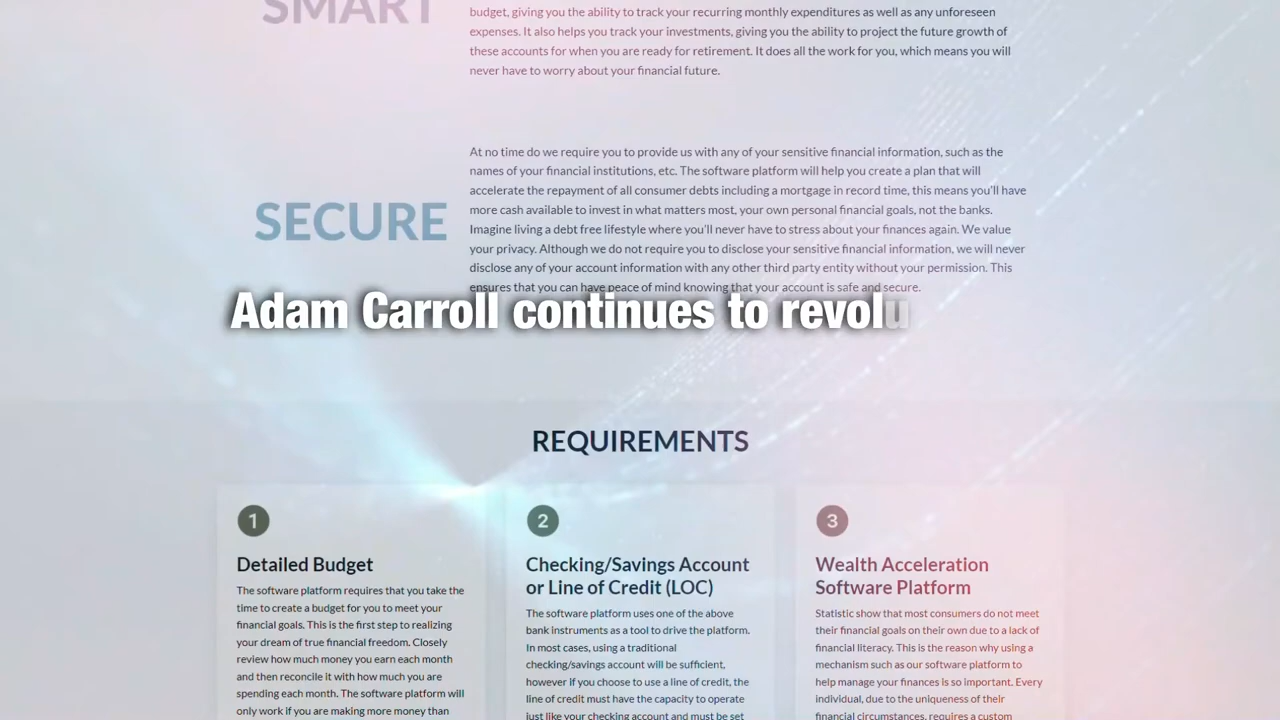 SMART
budget, giving you the ability to track your recurring monthly expenditures as well as any unforeseen
expenses. It also helps you track your investments, giving you the ability to project the future growth of
these accounts for when you are ready for retirement. It does all the work for you, which means you will
never have to worry about your financial future.
SECURE
At no time do we require you to provide us with any of your sensitive financial information, such as the
names of your financial institutions, etc. The software platform will help you create a plan that will
accelerate the repayment of all consumer debts including a mortgage in record time, this means you'll have
more cash available to invest in what matters most, your own personal financial goals, not the banks.
Imagine living a debt free lifestyle where you'll never have to stress about your finances again. We value
your privacy. Although we do not require you to disclose your sensitive financial information, we will never
disclose any of your account information with any other third party entity without your permission. This
ensures that you can have peace of mind knowing that your account is safe and secure.
Adam Carroll continues to revolu
REQUIREMENTS
1
Detailed Budget
The software platform requires that you take the
time to create a budget for you to meet your
financial goals. This is the first step to realizing
your dream of true financial freedom. Closely
review how much money you earn each month
and then reconcile it with how much you are
spending each month. The software platform will
only work if you are making more money than
2
Checking/Savings Account
or Line of Credit (LOC)
The software platform uses one of the above
bank instruments as a tool to drive the platform.
In most cases, using a traditional
checking/savings account will be sufficient,
however if you choose to use a line of credit, the
line of credit must have the capacity to operate
just like your checking account and must be set
3
Wealth Acceleration
Software Platform
Statistic show that most consumers do not meet
their financial goals on their own due to a lack of
financial literacy. This is the reason why using a
mechanism such as our software platform to
help manage your finances is so important. Every
individual, due to the uniqueness of their
financial circumstances, requires a custom